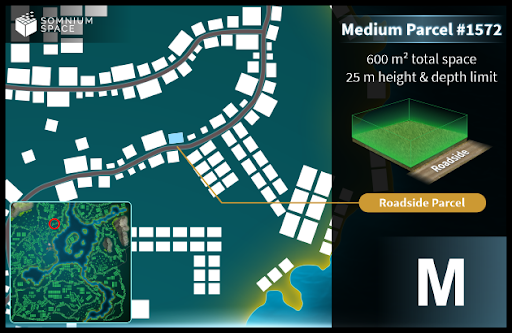 SOMNIUM
SPACE
Medium Parcel #1572
600 m² total space
25 m height & depth limit
Roadside
Roadside Parcel
M